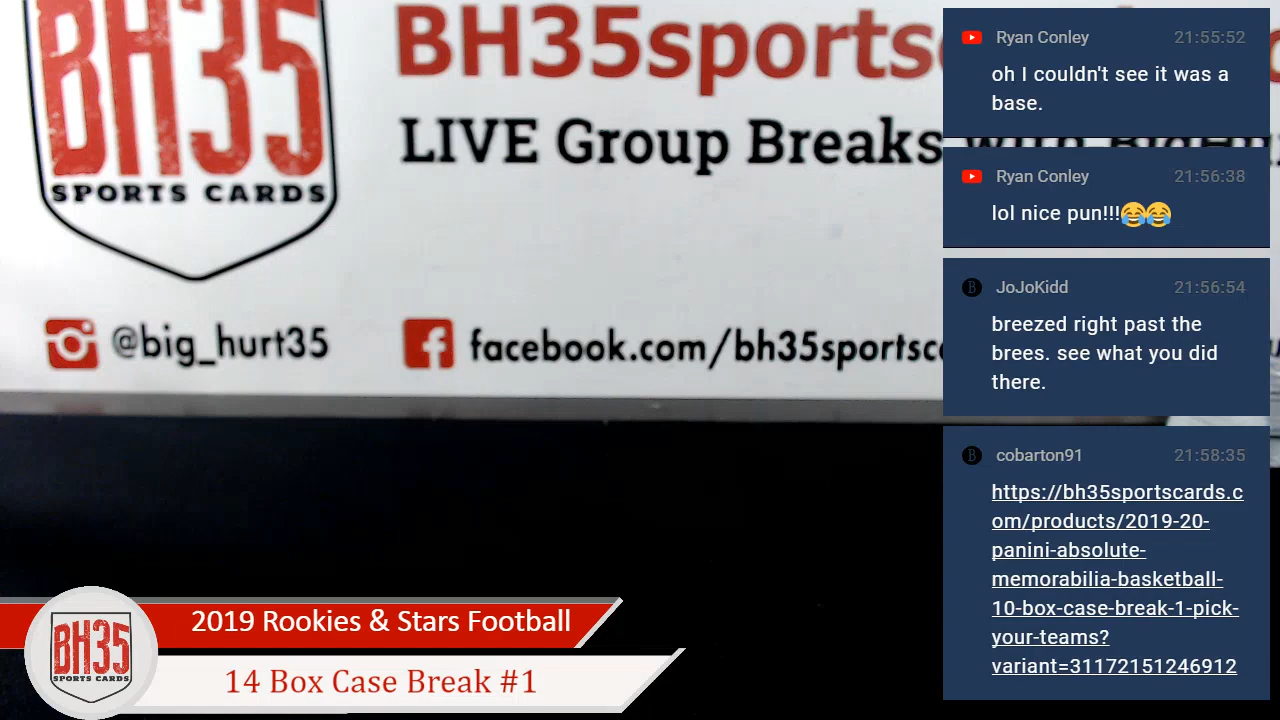 BH35
SPORTS CARDS
BH35sports
LIVE Group Breaks with
@big_hurt35
facebook.com/bh35sportsc
Ryan Conley 21:55:52
oh I couldn't see it was a
base.
Ryan Conley 21:56:38
lol nice pun!!!😂😂
JoJoKidd 21:56:54
breezed right past the
brees. see what you did
there.
cobarton91 21:58:35
https://bh35sportscards.c
om/products/2019-20-
panini-absolute-
memorabilia-basketball-
10-box-case-break-1-pick-
your-teams?
variant=31172151246912
BH35
SPORTS CARDS
2019 Rookies & Stars Football
14 Box Case Break #1